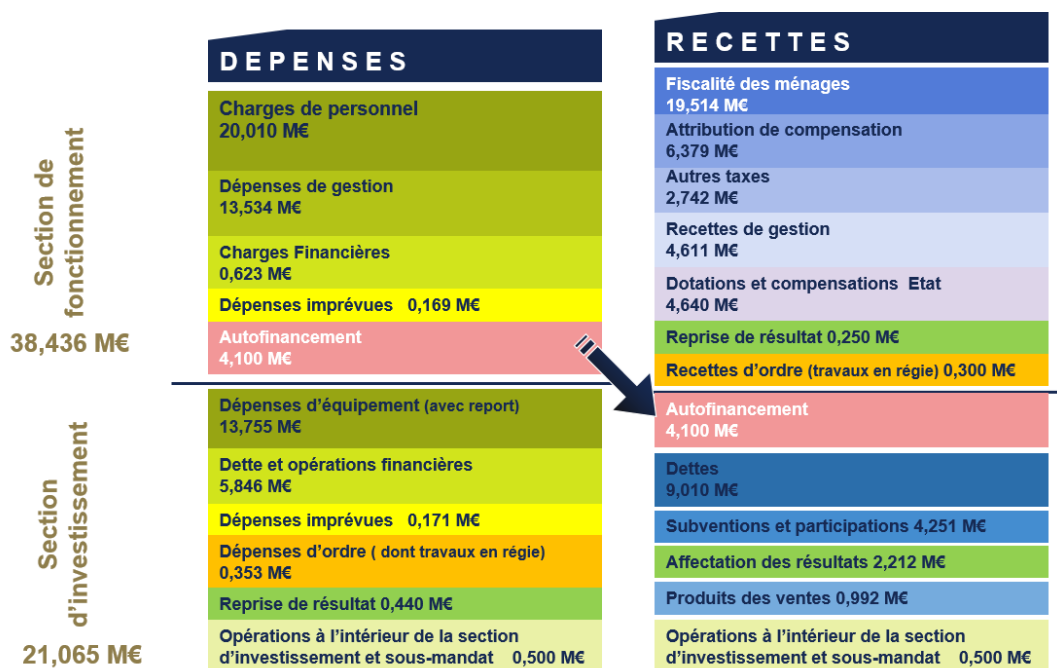 DEPENSES
Section de
fonctionnement
38,436 M€
Charges de personnel
20,010 M€
Dépenses de gestion
13,534 M€
Charges Financières
0,623 M€
Dépenses imprévues 0,169 M€
Autofinancement
4,100 M€
RECETTES
Fiscalité des ménages
19,514 M€
Attribution de compensation
6,379 M€
Autres taxes
2,742 M€
Recettes de gestion
4,611 M€
Dotations et compensations Etat
4,640 M€
Reprise de résultat 0,250 M€
Recettes d'ordre (travaux en régie) 0,300 M€
Section
d'investissement
21,065 M€
Dépenses d'équipement (avec report)
13,755 M€
Dette et opérations financières
5,846 M€
Dépenses imprévues 0,171 M€
Dépenses d'ordre ( dont travaux en régie)
0,353 M€
Reprise de résultat 0,440 M€
Opérations à l'intérieur de la section
d'investissement et sous-mandat 0,500 M€
Autofinancement
4,100 M€
Dettes
9,010 M€
Subventions et participations 4,251 M€
Affectation des résultats 2,212 M€
Produits des ventes 0,992 M€
Opérations à l'intérieur de la section
d'investissement et sous-mandat 0,500 M€